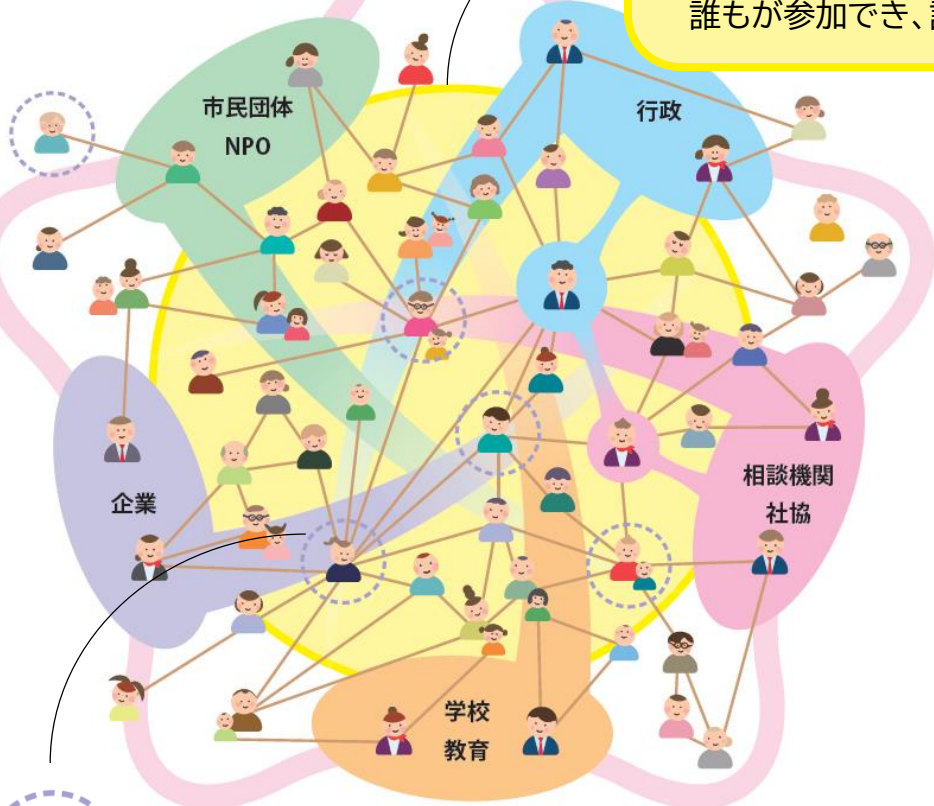 誰もが参加でき、
市民団体
NPO
行政
企業
相談機関
社協
学校
教育